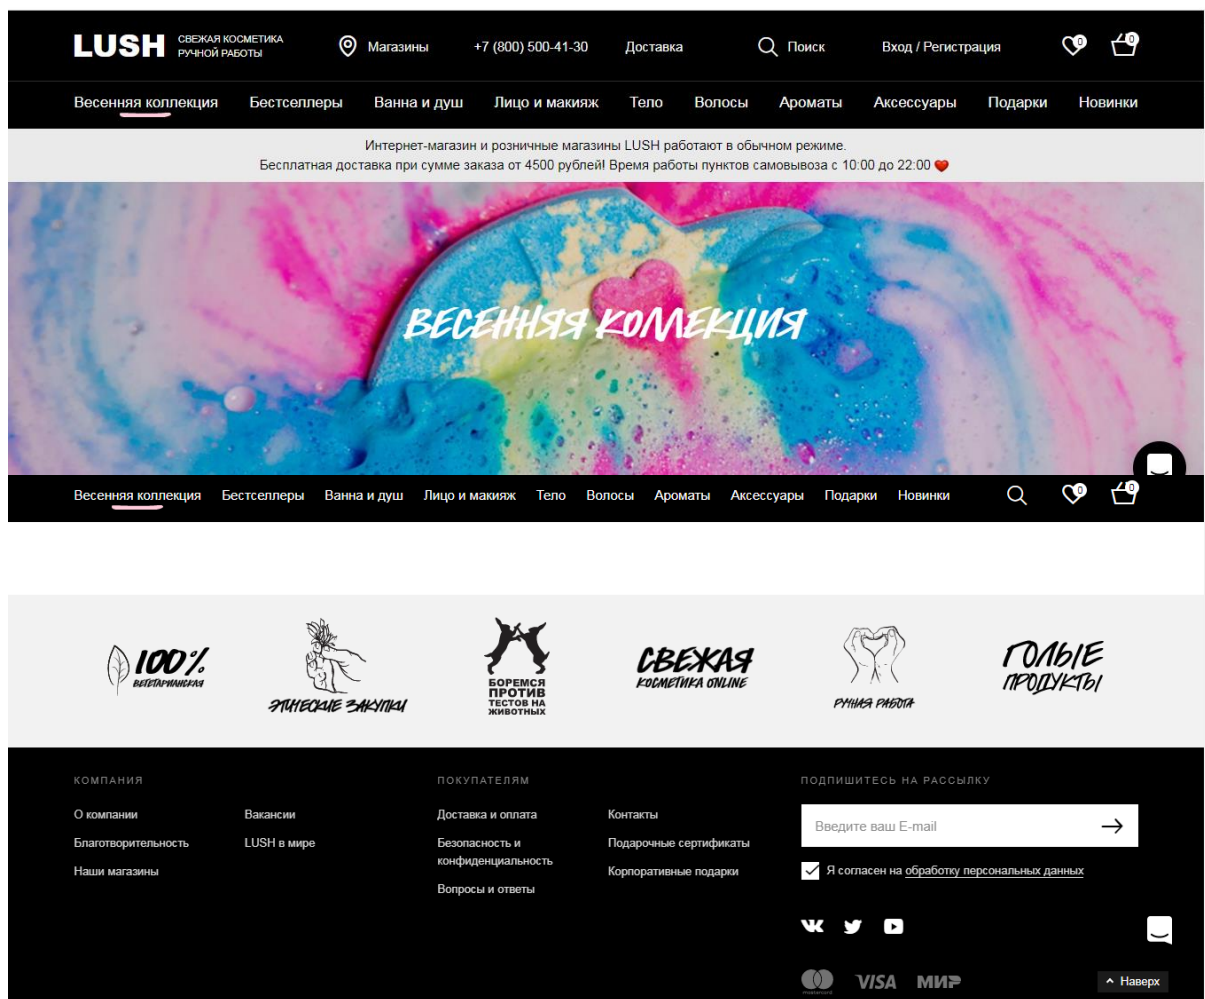 LUSH
СВЕЖАЯ КОСМЕТИКА
РУЧНОЙ РАБОТЫ
Магазины
+7 (800) 500-41-30
Доставка
Поиск
Вход / Регистрация
0
0
Весенняя коллекция Бестселлеры Ванна и душ Лицо и макияж Тело Волосы Ароматы Аксессуары Подарки Новинки
Интернет-магазин и розничные магазины LUSH работают в обычном режиме.
Бесплатная доставка при сумме заказа от 4500 рублей! Время работы пунктов самовывоза с 10:00 до 22:00 ❤️
ВЕСЕННЯЯ КОЛЛЕКЦИЯ
Весенняя коллекция Бестселлеры Ванна и душ Лицо и макияж Тело Волосы Ароматы Аксессуары Подарки Новинки
0
0
100%
ВЕГЕТАРИАНСКАЯ
ЭТИЧЕСКИЕ ЗАКУПКИ
БОРЕМСЯ
ПРОТИВ
ТЕСТОВ НА
ЖИВОТНЫХ
СВЕЖАЯ
КОСМЕТИКА ONLINE
РУЧНАЯ РАБОТА
ГОЛЫЕ
ПРОДУКТЫ
КОМПАНИЯ
О компании
Благотворительность
Наши магазины
Вакансии
LUSH в мире
ПОКУПАТЕЛЯМ
Доставка и оплата
Безопасность и
конфиденциальность
Вопросы и ответы
Контакты
Подарочные сертификаты
Корпоративные подарки
ПОДПИШИТЕСЬ НА РАССЫЛКУ
Введите ваш E-mail
Я согласен на обработку персональных данных
mastercard
VISA
МИР
Наверх